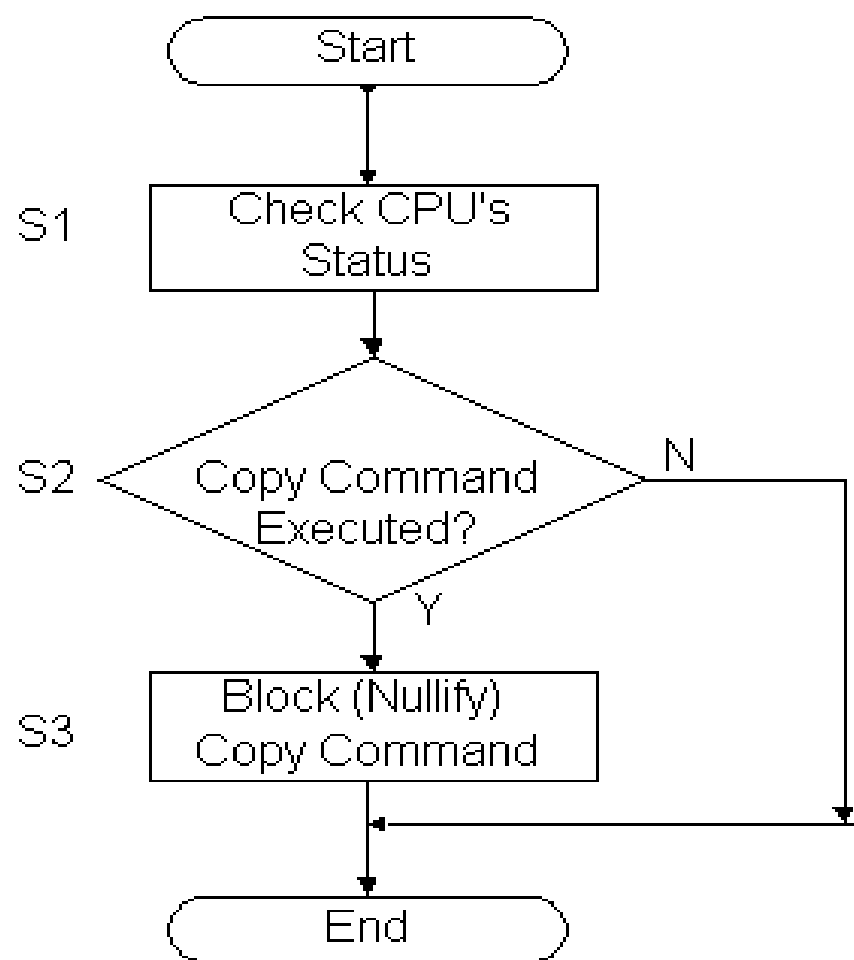 Start
S1
Check CPU's
Status
S2
Copy Command
Executed?
N
Y
S3
Block (Nullify)
Copy Command
End